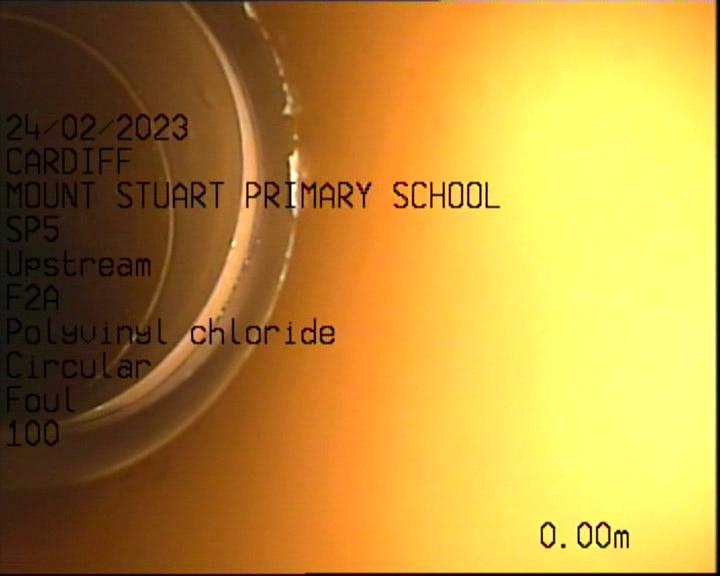 24/02/2023
CARDIFF
MOUNT STUART PRIMARY SCHOOL
SP5
Upstream
F2A
Polyvinyl chloride
Circular
Foul
100
0.00m